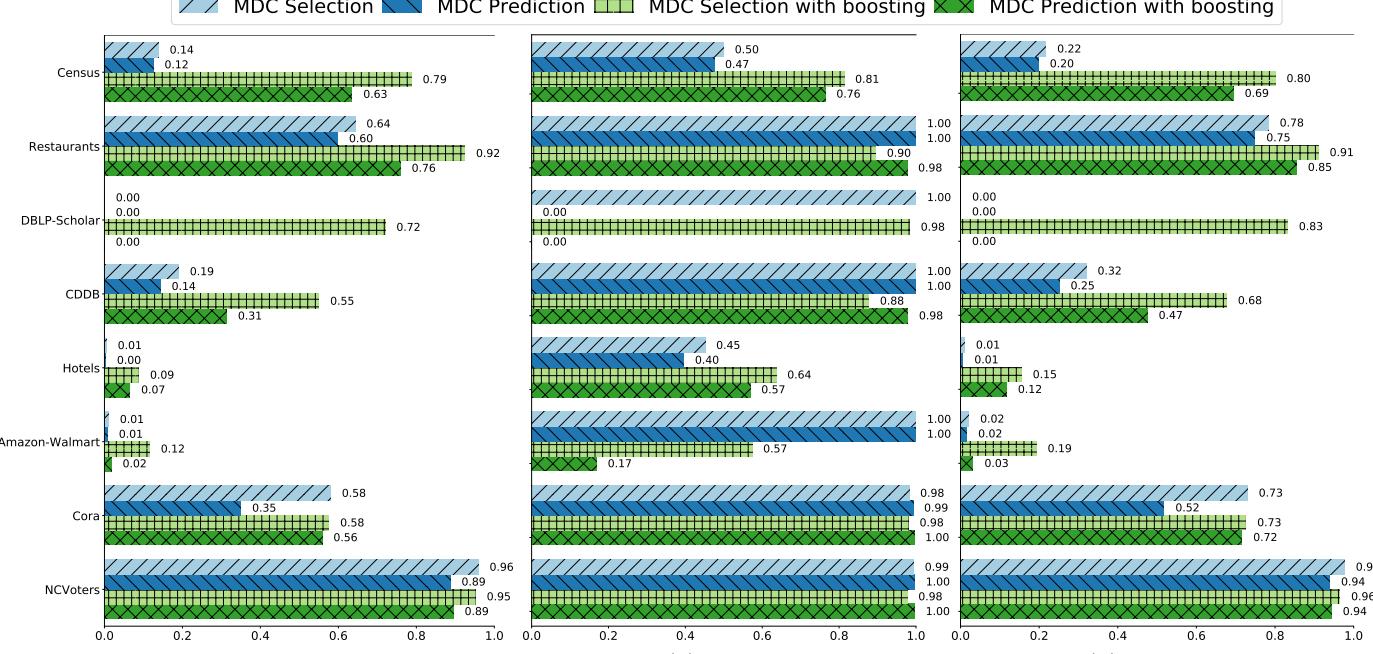 MDC Selection MDC Prediction MDC Selection with boosting MDC Prediction with boosting
Census
0.14 0.50 0.22
0.12 0.47 0.20
0.79 0.81 0.80
0.63 0.76 0.69
Restaurants
0.64 1.00 0.78
0.60 1.00 0.75
0.92 0.90 0.91
0.76 0.98 0.85
DBLP-Scholar
0.00 1.00 0.00
0.00 0.00 0.00
0.72 0.98 0.83
0.00 0.00 0.00
CDDB
0.19 1.00 0.32
0.14 1.00 0.25
0.55 0.88 0.68
0.31 0.98 0.47
Hotels
0.01 0.45 0.01
0.00 0.40 0.01
0.09 0.64 0.15
0.07 0.57 0.12
Amazon-Walmart
0.01 1.00 0.02
0.01 1.00 0.02
0.12 0.57 0.19
0.02 0.17 0.03
Cora
0.58 0.98 0.73
0.35 0.99 0.52
0.58 0.98 0.73
0.56 1.00 0.72
NCVoters
0.96 0.99 0.9
0.89 1.00 0.94
0.95 0.98 0.96
0.89 1.00 0.94
0.0 0.2 0.4 0.6 0.8 1.0 0.0 0.2 0.4 0.6 0.8 1.0 0.0 0.2 0.4 0.6 0.8 1.0